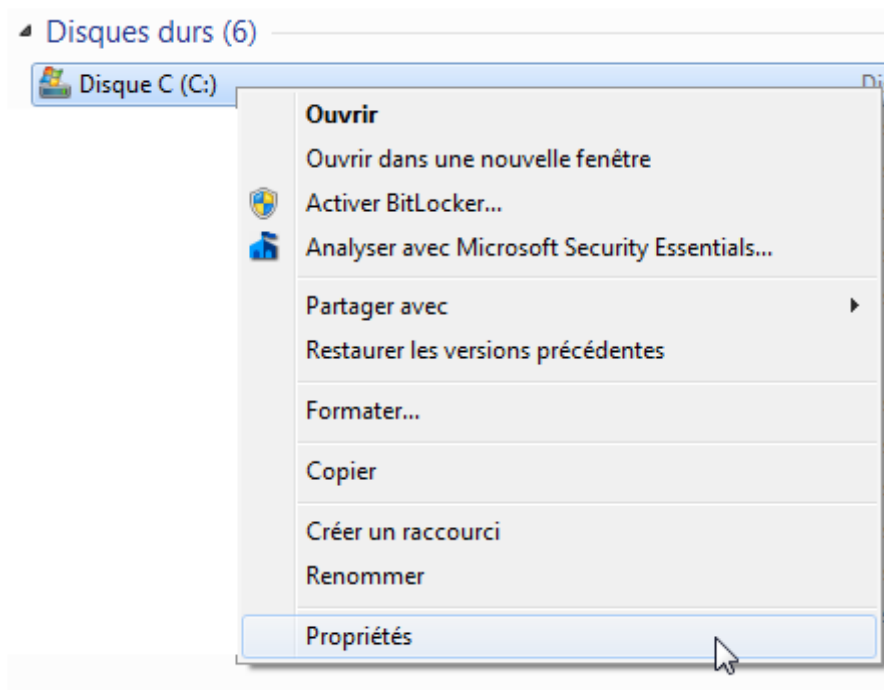 Disques durs (6)
Disque C (C:)
Ouvrir
Ouvrir dans une nouvelle fenêtre
Activer BitLocker...
Analyser avec Microsoft Security Essentials...
Partager avec
Restaurer les versions précédentes
Formater...
Copier
Créer un raccourci
Renommer
Propriétés